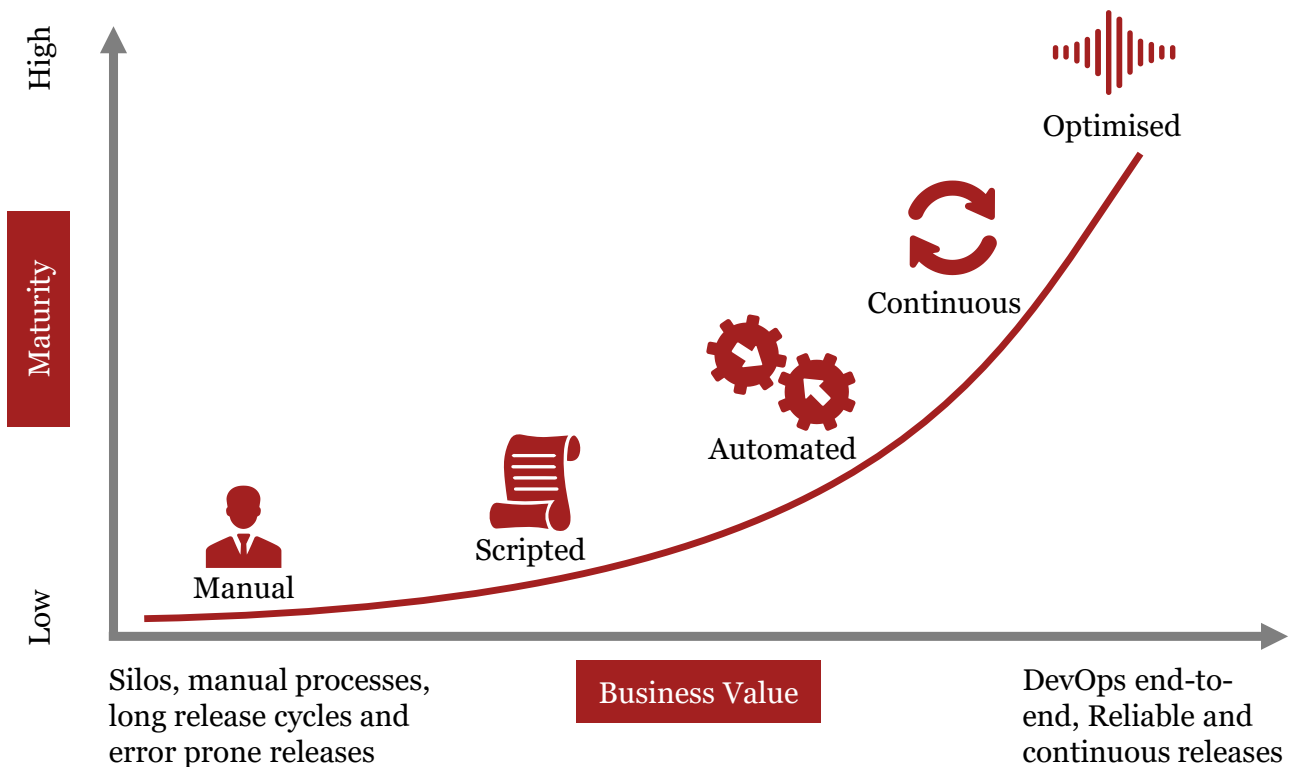 High
Optimised
Maturity
Continuous
Automated
Scripted
Manual
Low
Silos, manual processes,
long release cycles and
error prone releases
Business Value
DevOps end-to-
end, Reliable and
continuous releases